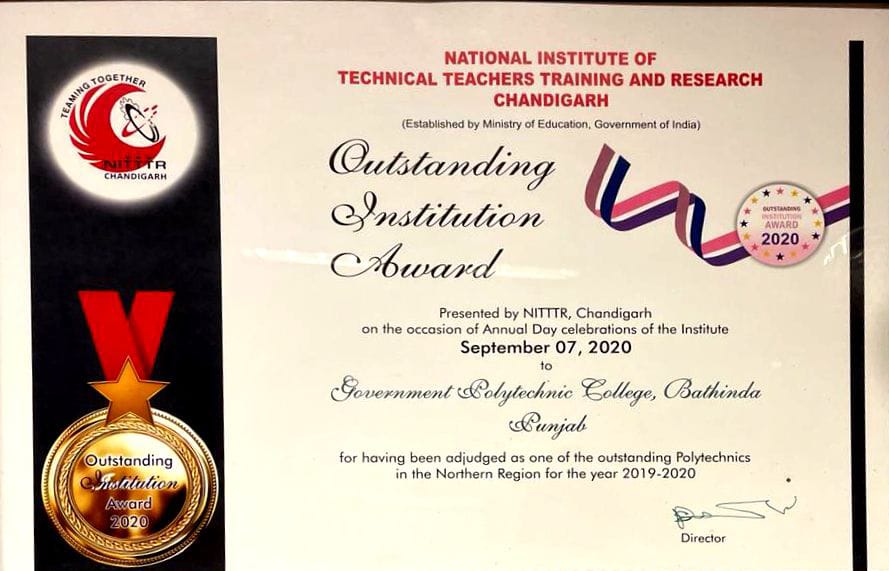 TEAMING TOGETHER
NITTTR
CHANDIGARH
NATIONAL INSTITUTE OF
TECHNICAL TEACHERS TRAINING AND RESEARCH
CHANDIGARH
(Established by Ministry of Education, Government of India)
Outstanding
Institution
Award
OUTSTANDING
INSTITUTION
AWARD
2020
Presented by NITTTR, Chandigarh
on the occasion of Annual Day celebrations of the Institute
September 07, 2020
to
Government Polytechnic College, Bathinda
Punjab
for having been adjudged as one of the outstanding Polytechnics
in the Northern Region for the year 2019-2020
Director
Outstanding
Institution
Award
2020